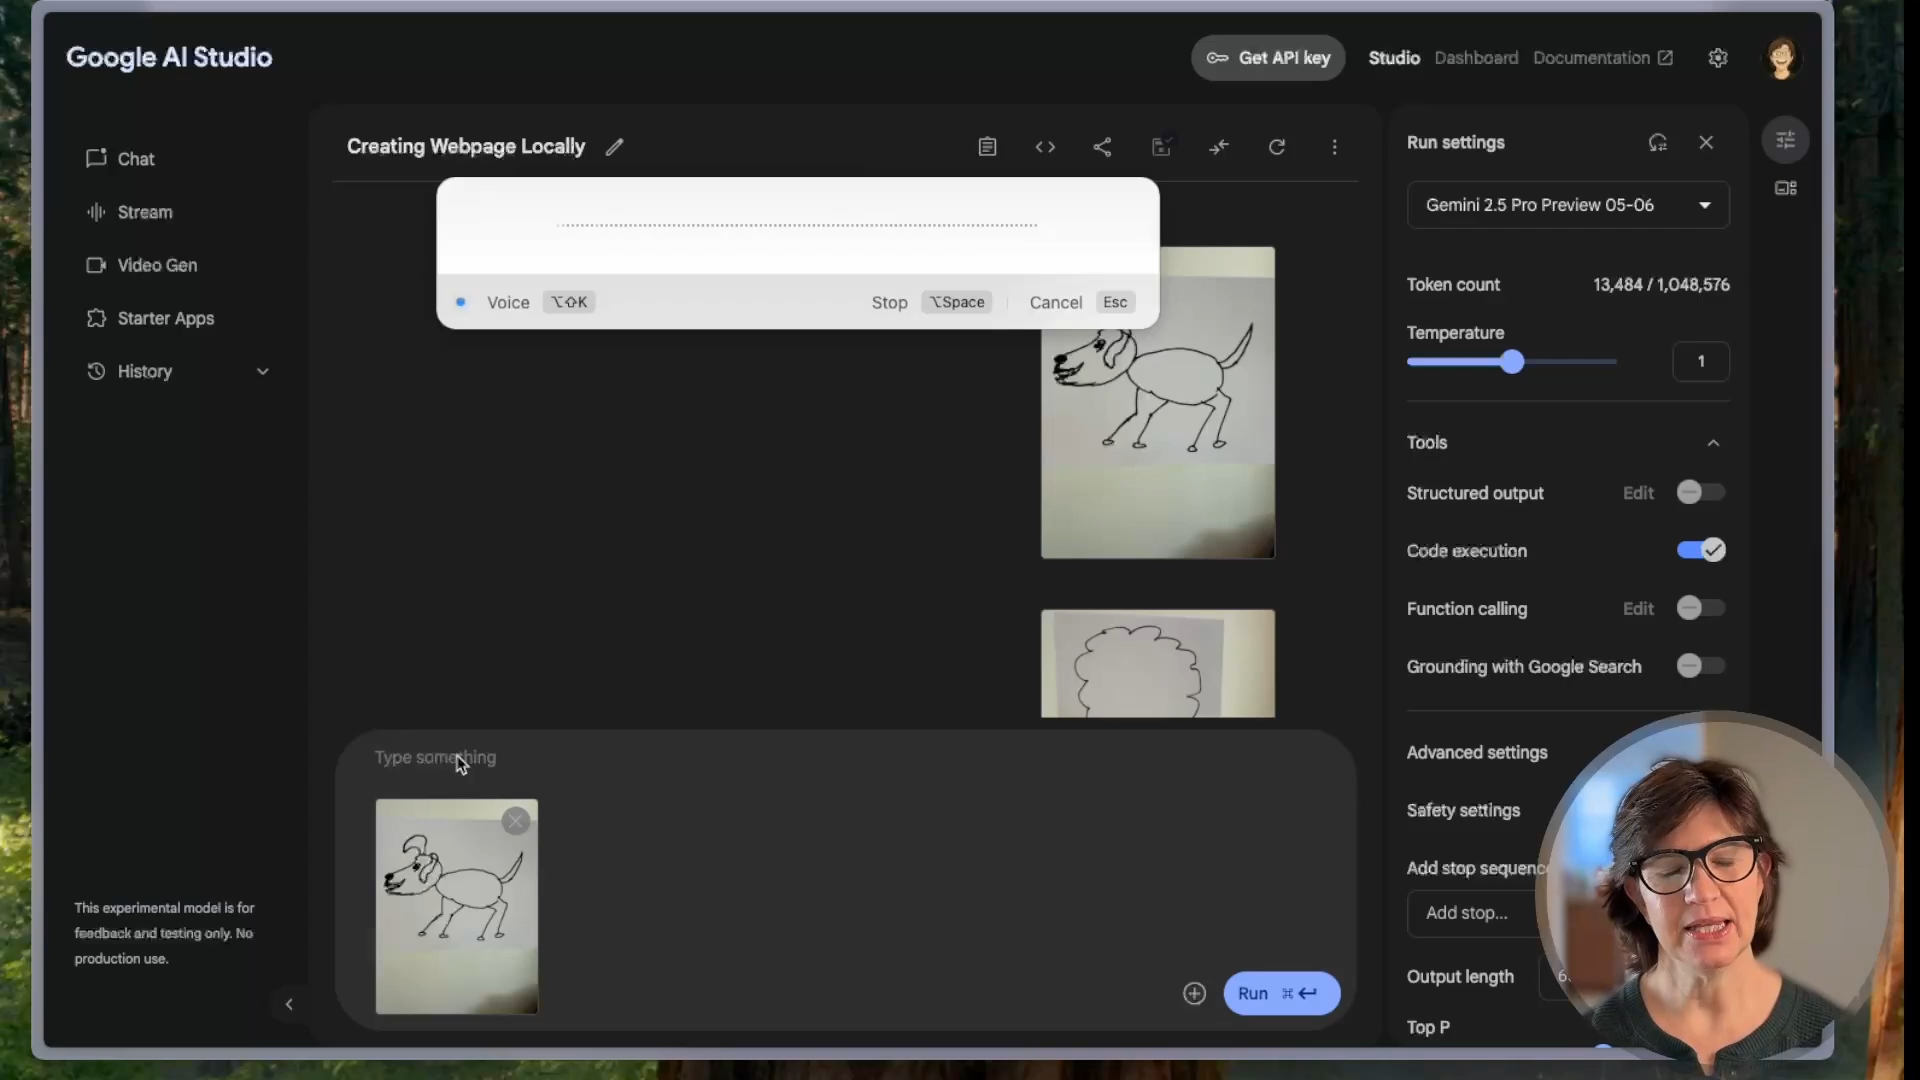 Google AI Studio
Get API key
Studio
Dashboard
Documentation
Chat
Stream
Video Gen
Starter Apps
History
This experimental model is for
feedback and testing only. No
production use.
Creating Webpage Locally
Voice ⌥⇧K
Stop ⌥Space
Cancel Esc
Type something
Run ⌘↩
Run settings
Gemini 2.5 Pro Preview 05-06
Token count 13,484 / 1,048,576
Temperature
1
Tools
Structured output Edit
Code execution
Function calling Edit
Grounding with Google Search
Advanced settings
Safety settings
Add stop
Add stop...
Output length
Top P